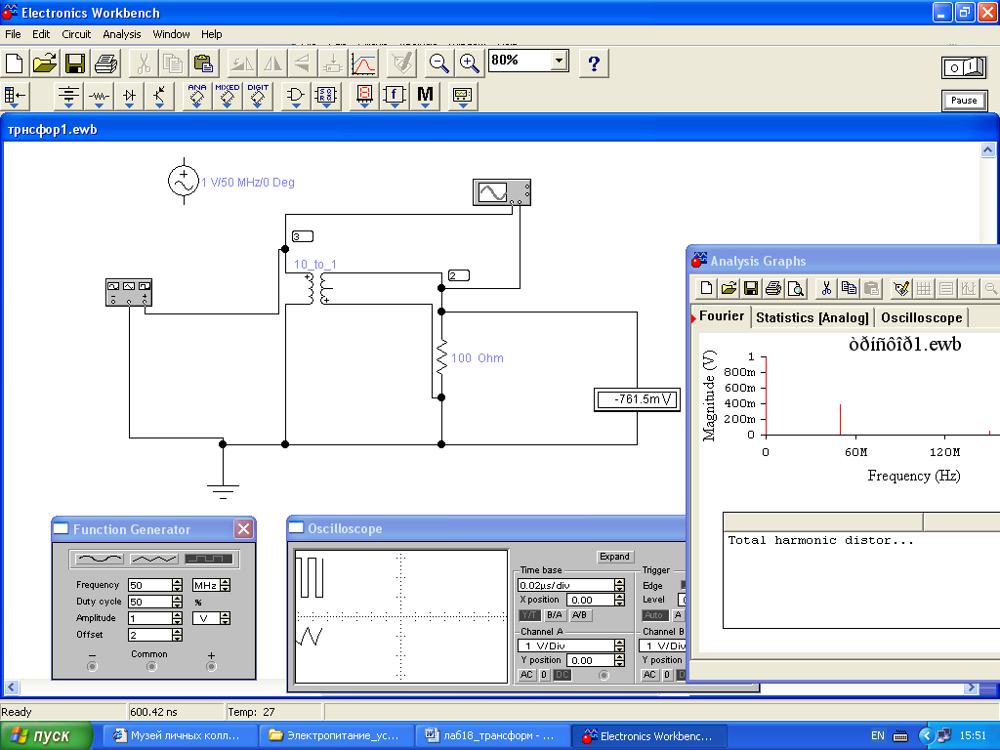 Electronics Workbench
File Edit Circuit Analysis Window Help
80%
?
ANA MIXED DIGIT
f M
Pause
трнсфор1.ewb
1 V/50 MHz/0 Deg
3
10_to_1
2
100 Ohm
-761.5m V
Analysis Graphs
Fourier Statistics [Analog] Oscilloscope
òðíñôîð1.ewb
Magnitude (V)
1
800m
600m
400m
200m
0
0 60M 120M
Frequency (Hz)
Total harmonic distor...
Function Generator
Frequency 50 MHz
Duty cycle 50 %
Amplitude 1 V
Offset 2
− Common +
Oscilloscope
Expand
Time base
0.02µs/div
X position 0.00
Y/T B/A A/B
Channel A
1 V/Div
Y position 0.00
AC 0 DC
Trigger
Edge
Level
Auto A
Channel B
1 V/Di
Y position
AC 0
Ready 600.42 ns Temp: 27
пуск
Музей личных колл...
Электропитание_ус...
лаб18_трансформ - ...
Electronics Workbenc...
EN 15:51